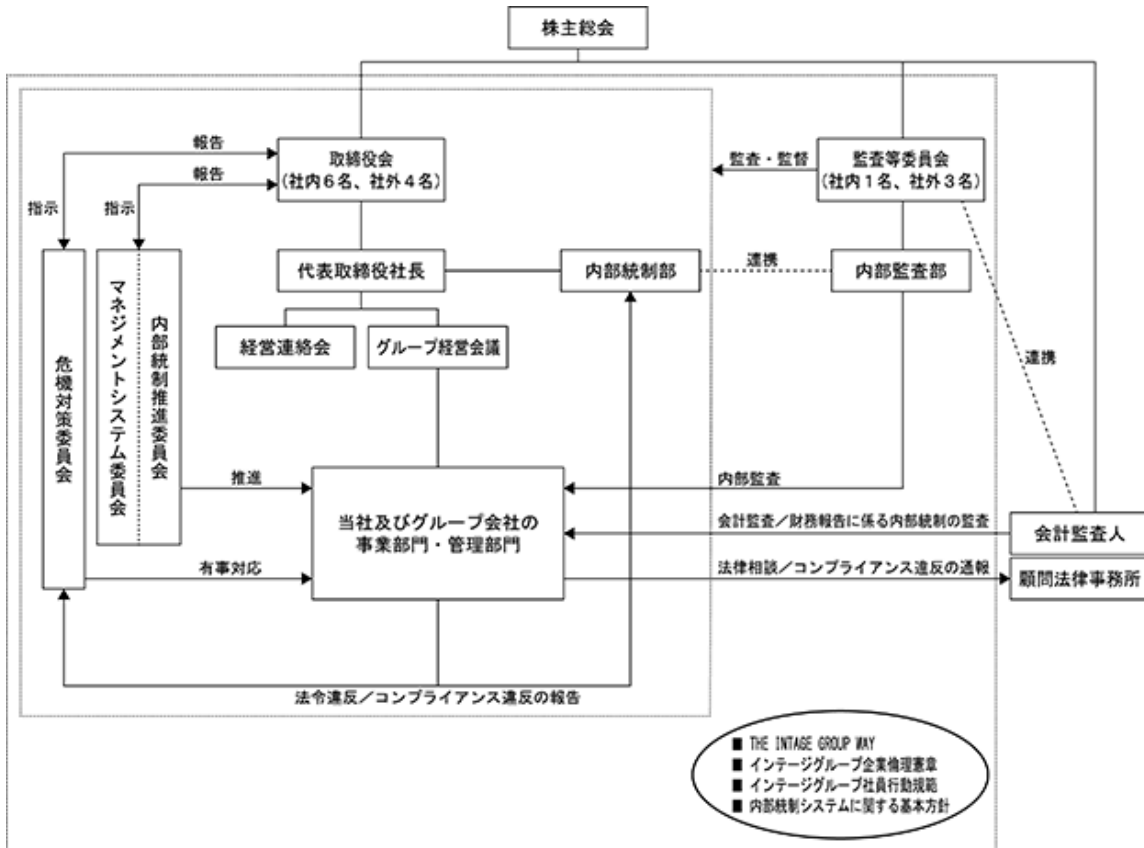 株主総会
報告
取締役会
(社内6名、社外4名)
監査・監督
監査等委員会
(社内1名、社外3名)
報告
指示
指示
代表取締役社長
内部統制部
連携
内部監査部
経営連絡会
グループ経営会議
連携
危機対策委員会
マネジメントシステム委員会
内部統制推進委員会
推進
内部監査
当社及びグループ会社の
事業部門・管理部門
会計監査/財務報告に係る内部統制の監査
会計監査人
有事対応
法律相談/コンプライアンス違反の通報
顧問法律事務所
法令違反/コンプライアンス違反の報告
■ THE INTAGE GROUP WAY
■ インテージグループ企業倫理憲章
■ インテージグループ社員行動規範
■ 内部統制システムに関する基本方針